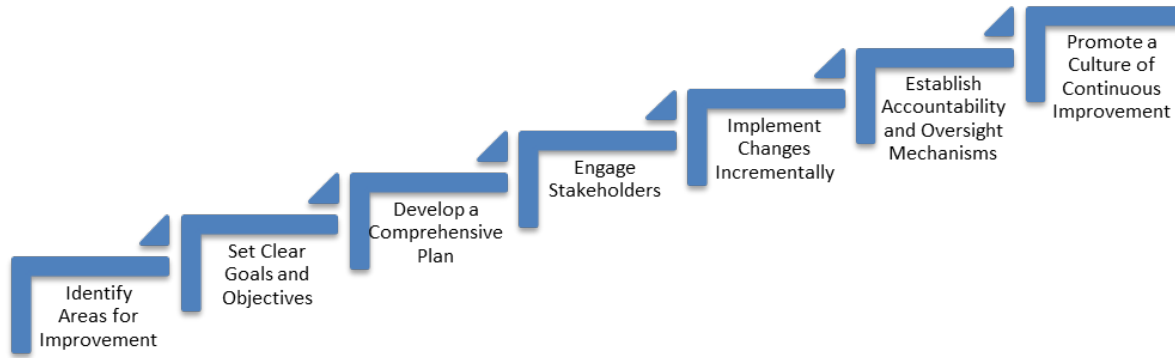 Identify
Areas for
Improvement
Set Clear
Goals and
Objectives
Develop a
Comprehensive
Plan
Engage
Stakeholders
Implement
Changes
Incrementally
Establish
Accountability
and Oversight
Mechanisms
Promote a
Culture of
Continuous
Improvement